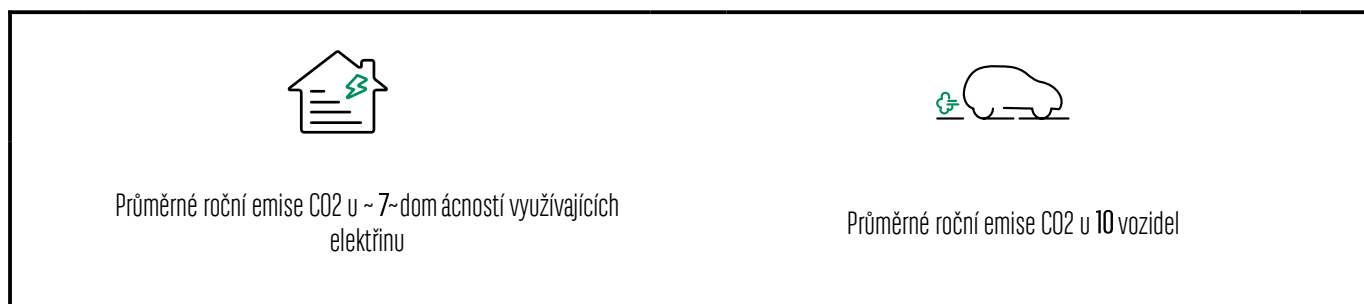 Průměrné roční emise CO2 u ~ 7~dom ácností využívajících
elektřinu
Průměrné roční emise CO2 u 10 vozidel